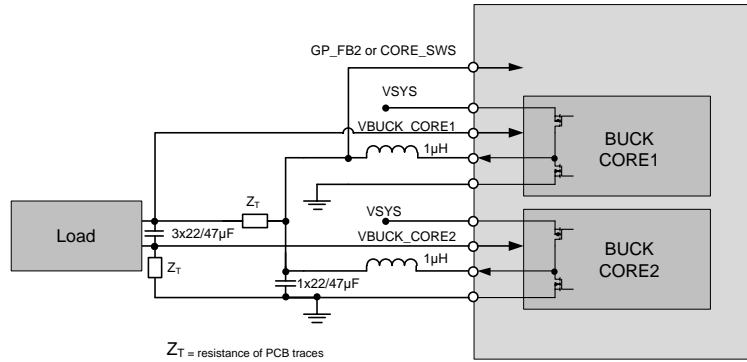 GP_FB2 or CORE_SWS
VSYS
VBUCK_CORE1
1µH
BUCK
CORE1
ZT
VSYS
Load
3x22/47µF
VBUCK_CORE2
BUCK
CORE2
ZT
1µH
1x22/47µF
ZT = resistance of PCB traces